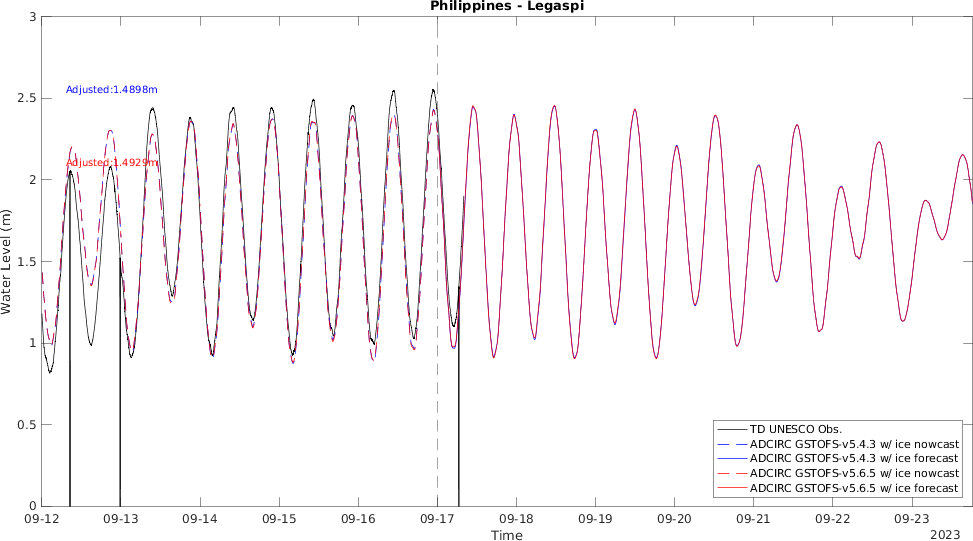 Philippines - Legaspi
Water Level (m)
3
2.5
2
1.5
1
0.5
0
Adjusted:1.4898m
Adjusted:1.4929m
TD UNESCO Obs.
ADCIRC GSTOFS-v5.4.3 w/ ice nowcast
ADCIRC GSTOFS-v5.4.3 w/ ice forecast
ADCIRC GSTOFS-v5.6.5 w/ ice nowcast
ADCIRC GSTOFS-v5.6.5 w/ ice forecast
09-12 09-13 09-14 09-15 09-16 09-17 09-18 09-19 09-20 09-21 09-22 09-23
Time
2023